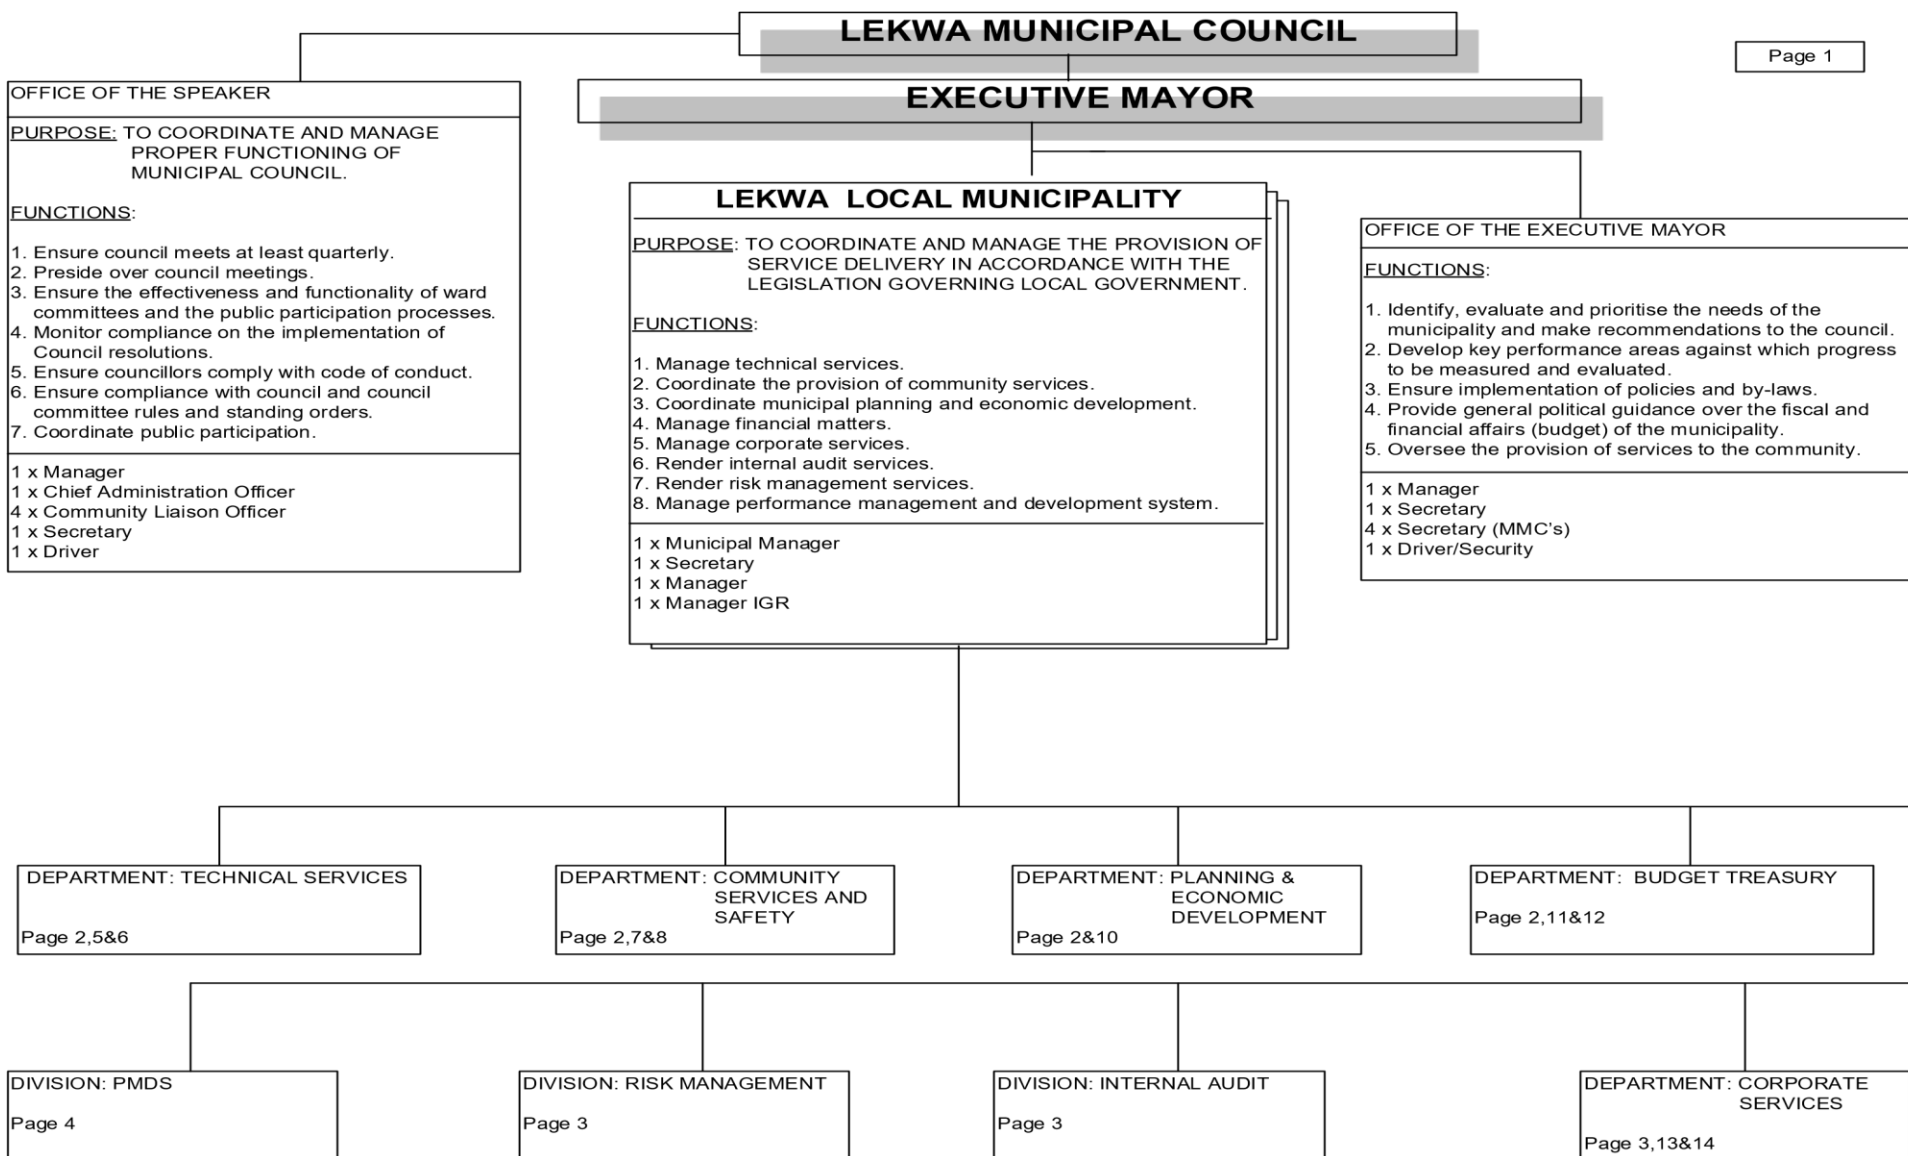 LEKWA MUNICIPAL COUNCIL
Page 1
EXECUTIVE MAYOR
OFFICE OF THE SPEAKER
PURPOSE: TO COORDINATE AND MANAGE
PROPER FUNCTIONING OF
MUNICIPAL COUNCIL.
FUNCTIONS:
1. Ensure council meets at least quarterly.
2. Preside over council meetings.
3. Ensure the effectiveness and functionality of ward
committees and the public participation processes.
4. Monitor compliance on the implementation of
Council resolutions.
5. Ensure councillors comply with code of conduct.
6. Ensure compliance with council and council
committee rules and standing orders.
7. Coordinate public participation.
1 x Manager
1 x Chief Administration Officer
4 x Community Liaison Officer
1 x Secretary
1 x Driver
LEKWA LOCAL MUNICIPALITY
PURPOSE: TO COORDINATE AND MANAGE THE PROVISION OF
SERVICE DELIVERY IN ACCORDANCE WITH THE
LEGISLATION GOVERNING LOCAL GOVERNMENT.
FUNCTIONS:
1. Manage technical services.
2. Coordinate the provision of community services.
3. Coordinate municipal planning and economic development.
4. Manage financial matters.
5. Manage corporate services.
6. Render internal audit services.
7. Render risk management services.
8. Manage performance management and development system.
1 x Municipal Manager
1 x Secretary
1 x Manager
1 x Manager IGR
OFFICE OF THE EXECUTIVE MAYOR
FUNCTIONS:
1. Identify, evaluate and prioritise the needs of the
municipality and make recommendations to the council.
2. Develop key performance areas against which progress
to be measured and evaluated.
3. Ensure implementation of policies and by-laws.
4. Provide general political guidance over the fiscal and
financial affairs (budget) of the municipality.
5. Oversee the provision of services to the community.
1 x Manager
1 x Secretary
4 x Secretary (MMC's)
1 x Driver/Security
DEPARTMENT: TECHNICAL SERVICES
Page 2,5&6
DEPARTMENT: COMMUNITY
SERVICES AND
SAFETY
Page 2,7&8
DEPARTMENT: PLANNING &
ECONOMIC
DEVELOPMENT
Page 2&10
DEPARTMENT: BUDGET TREASURY
Page 2,11&12
DIVISION: PMDS
Page 4
DIVISION: RISK MANAGEMENT
Page 3
DIVISION: INTERNAL AUDIT
Page 3
DEPARTMENT: CORPORATE
SERVICES
Page 3,13&14